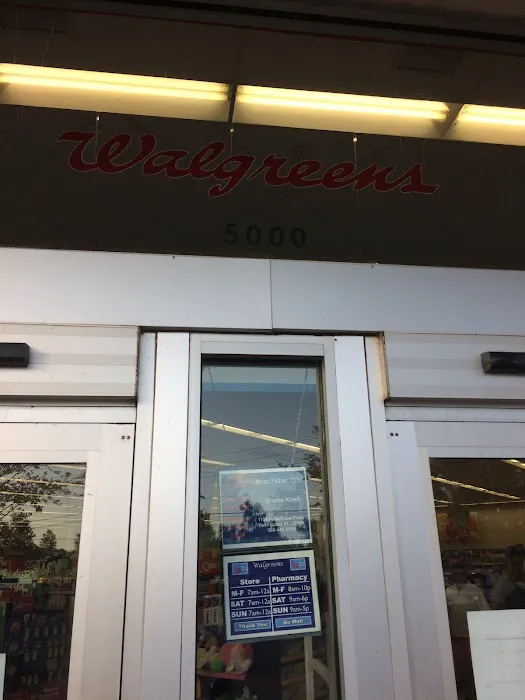 Walgreens
5000
Walgreens
Store Pharmacy
M-F 7am-12a M-F 8am-10p
SAT 7am-12a SAT 9am-6p
SUN 7am-12a SUN 9am-5p
Thank You Be Well